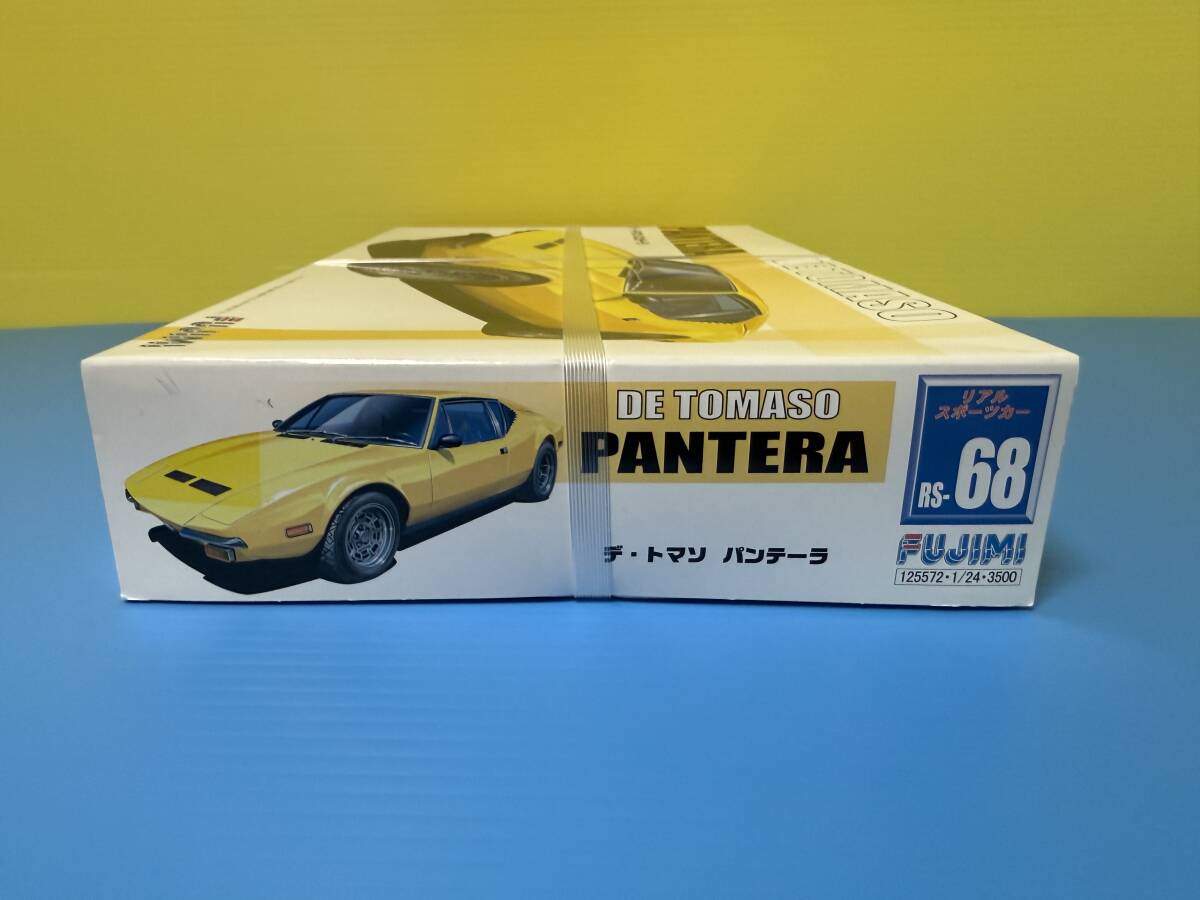 FUJIMI
DE TOMASO
PANTERA
デ・トマソ パンテーラ
リアル
スポーツカー
RS-68
FUJIMI
125572・1/24・3500